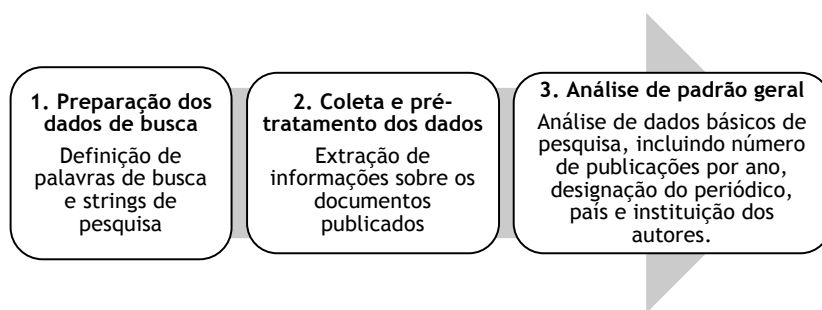 1. Preparação dos
dados de busca
Definição de
palavras de busca
e strings de
pesquisa
2. Coleta e pré-
tratamento dos dados
Extração de
informações sobre os
documentos
publicados
3. Análise de padrão geral
Análise de dados básicos de
pesquisa, incluindo número
de publicações por ano,
designação do periódico,
país e instituição dos
autores.